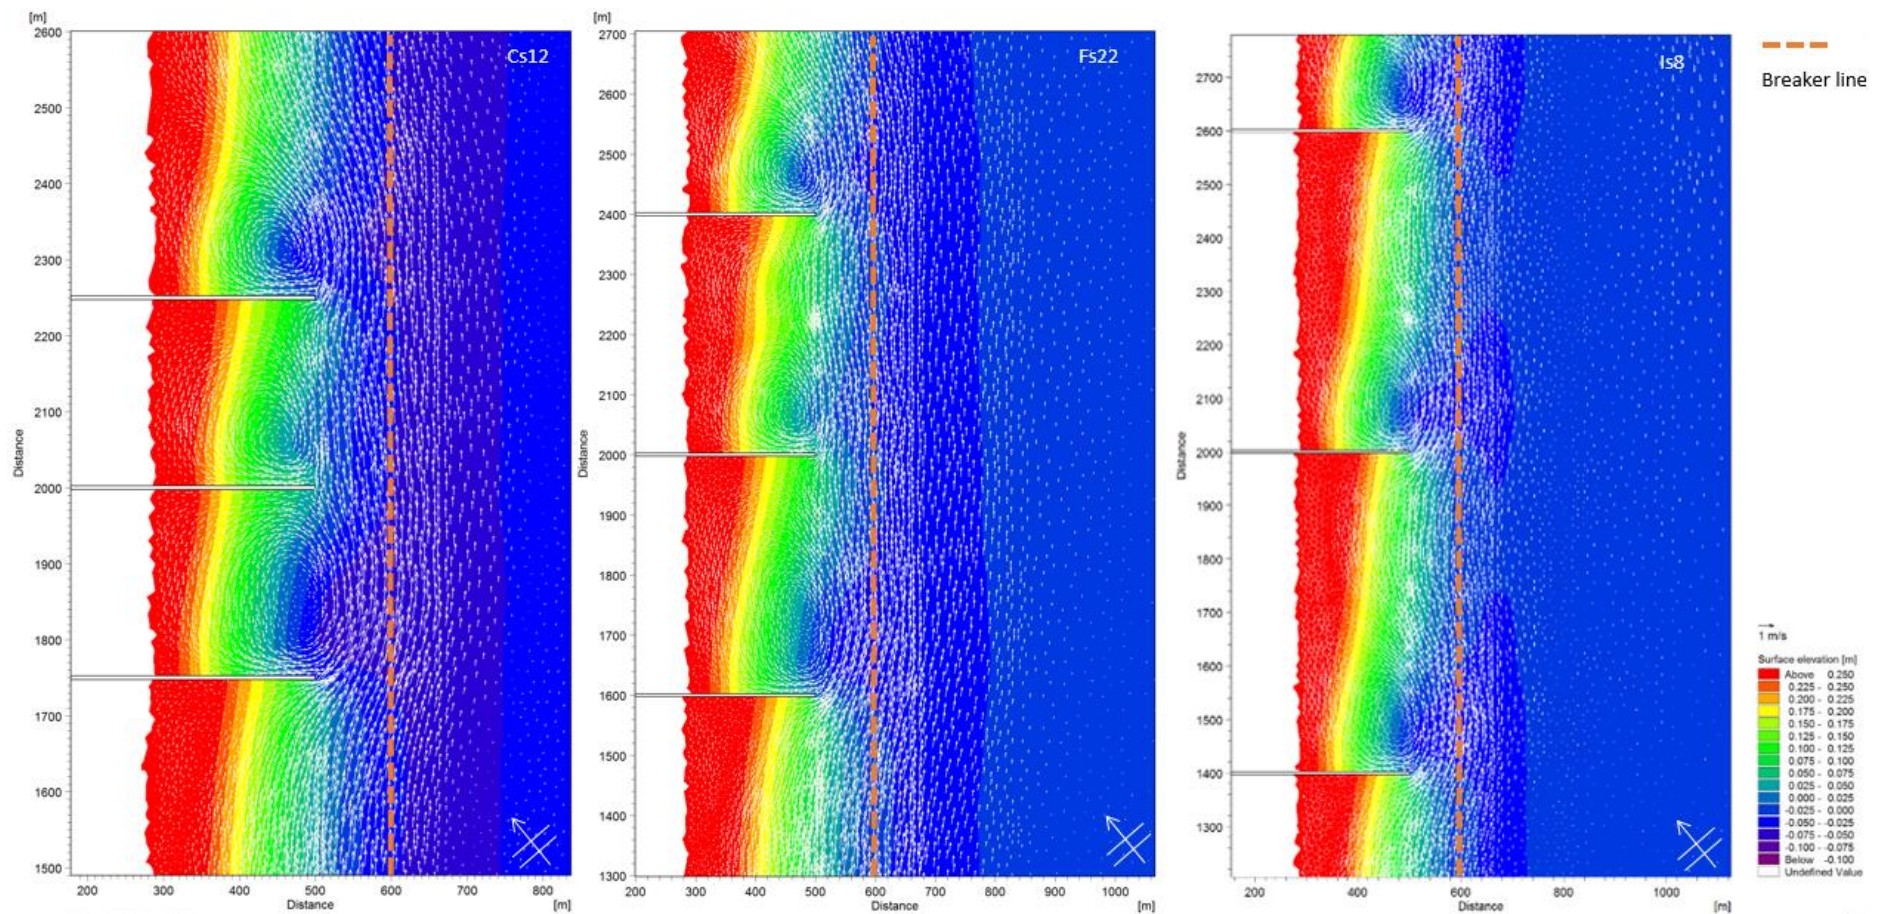 [m]
2600
2500
2400
2300
2200
2100
2000
1900
1800
1700
1600
1500
Distance
200
300
400
500
600
700
800
Distance
[m]
Cs12
[m]
2700
2600
2500
2400
2300
2200
2100
2000
1900
1800
1700
1600
1500
1400
1300
Distance
200
300
400
500
600
700
800
900
1000
Distance
[m]
Fs22
2700
2600
2500
2400
2300
2200
2100
2000
1900
1800
1700
1600
1500
1400
1300
Distance
200
400
600
800
1000
Distance
[m]
Is8
Breaker line
1 m/s
Surface elevation [m]
Above 0.250
0.225 - 0.250
0.200 - 0.225
0.175 - 0.200
0.150 - 0.175
0.125 - 0.150
0.100 - 0.125
0.075 - 0.100
0.050 - 0.075
0.025 - 0.050
0.000 - 0.025
-0.025 - 0.000
-0.050 - -0.025
-0.075 - -0.050
-0.100 - -0.075
Below -0.100
Undefined Value